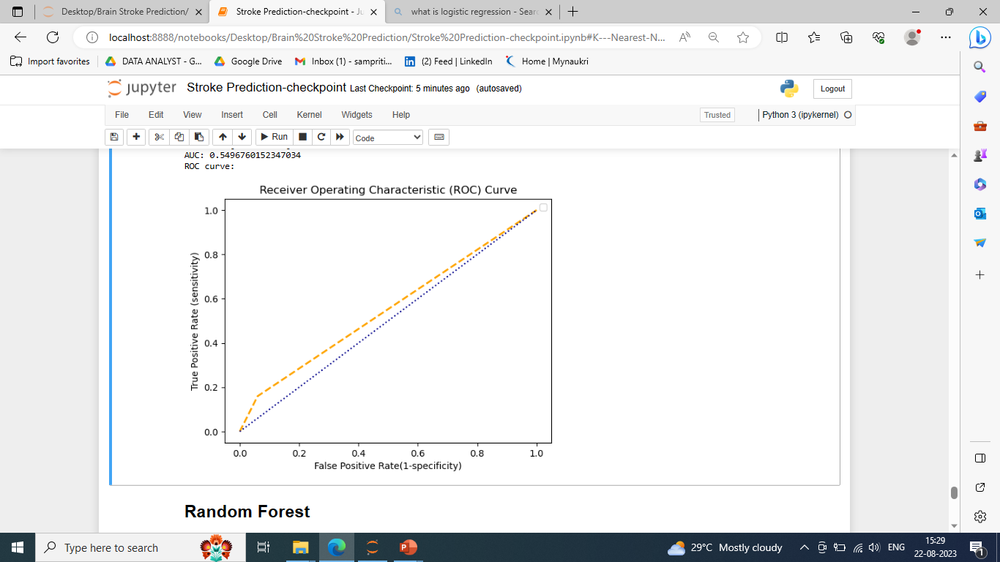 Desktop/Brain Stroke Prediction/
Stroke Prediction-checkpoint - Ju
what is logistic regression - Sear
localhost:8888/notebooks/Desktop/Brain%20Stroke%20Prediction/Stroke%20Prediction-checkpoint.ipynb#K---Nearest-N...
Import favorites
DATA ANALYST - G...
Google Drive
Inbox (1) - sampriti...
(2) Feed | LinkedIn
Home | Mynaukri
jupyter
Stroke Prediction-checkpoint Last Checkpoint: 5 minutes ago (autosaved)
Logout
File
Edit
View
Insert
Cell
Kernel
Widgets
Help
Trusted
Python 3 (ipykernel)
Run
Code
AUC: 0.5496760152347034
ROC curve:
Receiver Operating Characteristic (ROC) Curve
True Positive Rate (sensitivity)
1.0
0.8
0.6
0.4
0.2
0.0
0.0 0.2 0.4 0.6 0.8 1.0
False Positive Rate(1-specificity)
Random Forest
Type here to search
29°C Mostly cloudy
ENG
15:29
22-08-2023
1